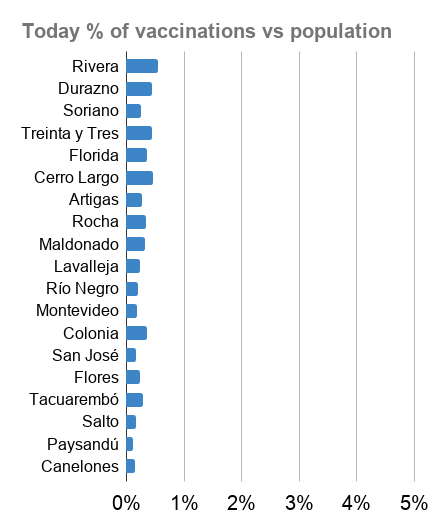 Today % of vaccinations vs population
Rivera
Durazno
Soriano
Treinta y Tres
Florida
Cerro Largo
Artigas
Rocha
Maldonado
Lavalleja
Río Negro
Montevideo
Colonia
San José
Flores
Tacuarembó
Salto
Paysandú
Canelones
0% 1% 2% 3% 4% 5%